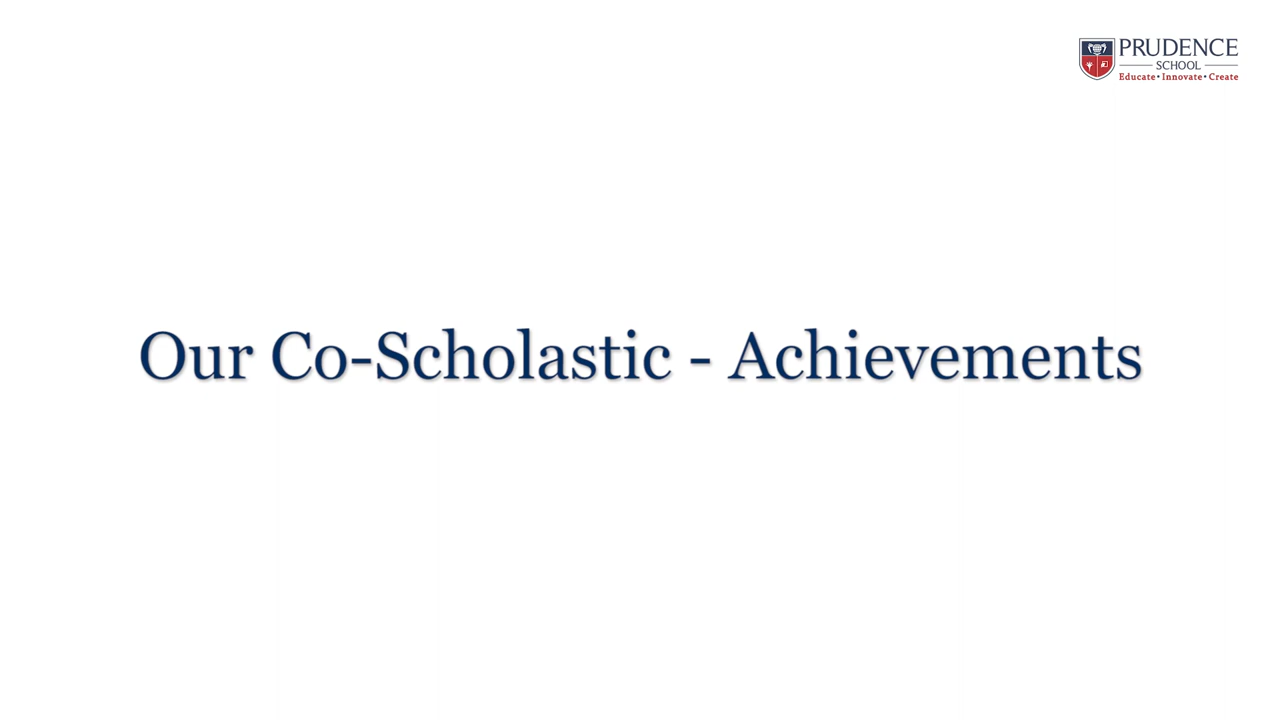 PRUDENCE
SCHOOL
Educate • Innovate • Create
Our Co-Scholastic - Achievements